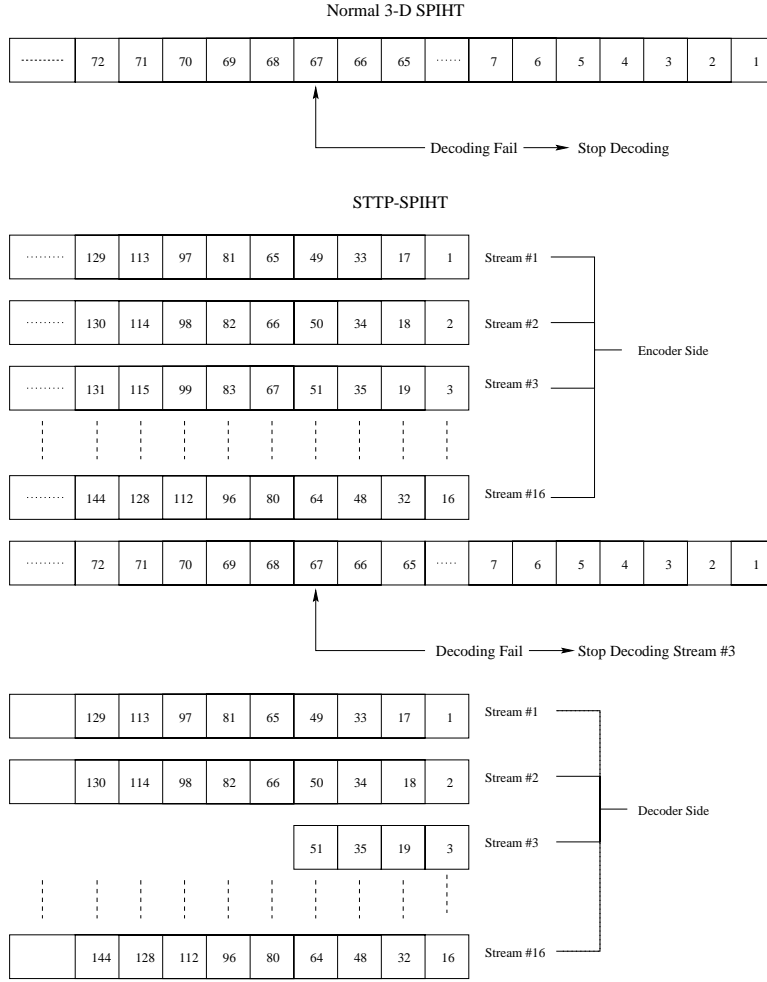 Normal 3-D SPIHT
.......... 72 71 70 69 68 67 66 65 ...... 7 6 5 4 3 2 1
Decoding Fail Stop Decoding
STTP-SPIHT
......... 129 113 97 81 65 49 33 17 1 Stream #1
......... 130 114 98 82 66 50 34 18 2 Stream #2
Encoder Side
......... 131 115 99 83 67 51 35 19 3 Stream #3
......... 144 128 112 96 80 64 48 32 16 Stream #16
......... 72 71 70 69 68 67 66 65 ..... 7 6 5 4 3 2 1
Decoding Fail Stop Decoding Stream #3
129 113 97 81 65 49 33 17 1 Stream #1
130 114 98 82 66 50 34 18 2 Stream #2
Decoder Side
51 35 19 3 Stream #3
144 128 112 96 80 64 48 32 16 Stream #16